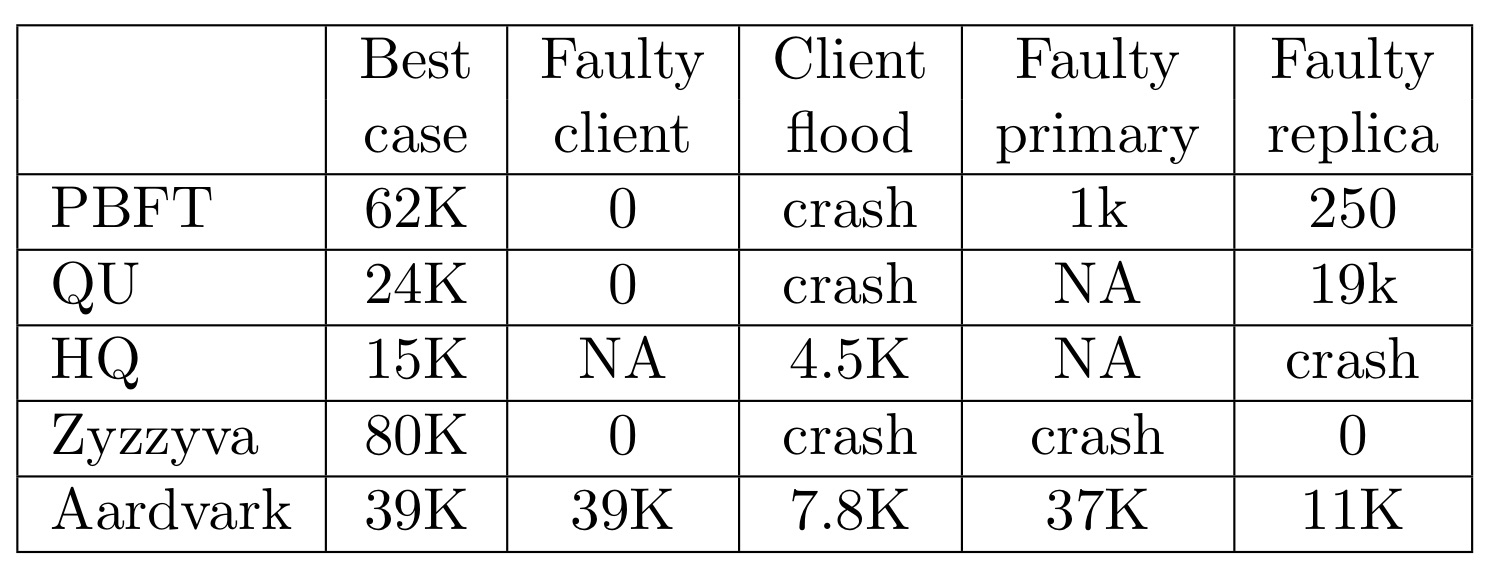 Best Faulty Client Faulty Faulty
case client flood primary replica
PBFT 62K 0 crash 1k 250
QU 24K 0 crash NA 19k
HQ 15K NA 4.5K NA crash
Zyzzyva 80K 0 crash crash 0
Aardvark 39K 39K 7.8K 37K 11K